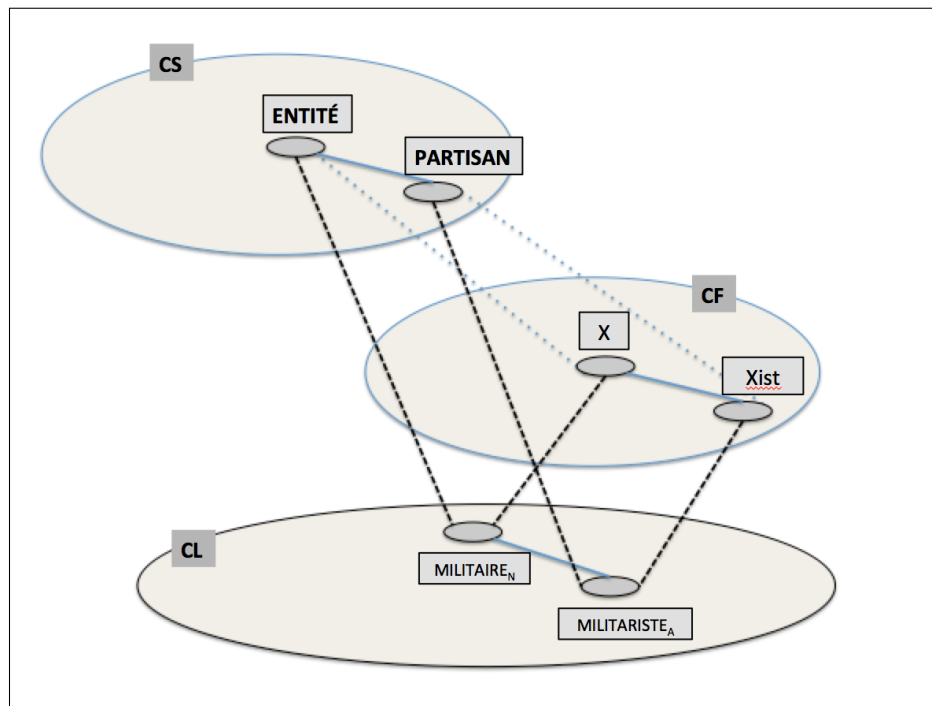 CS
ENTITÉ
PARTISAN
CF
X
Xist
CL
MILITAIRE_N
MILITARISTE_A